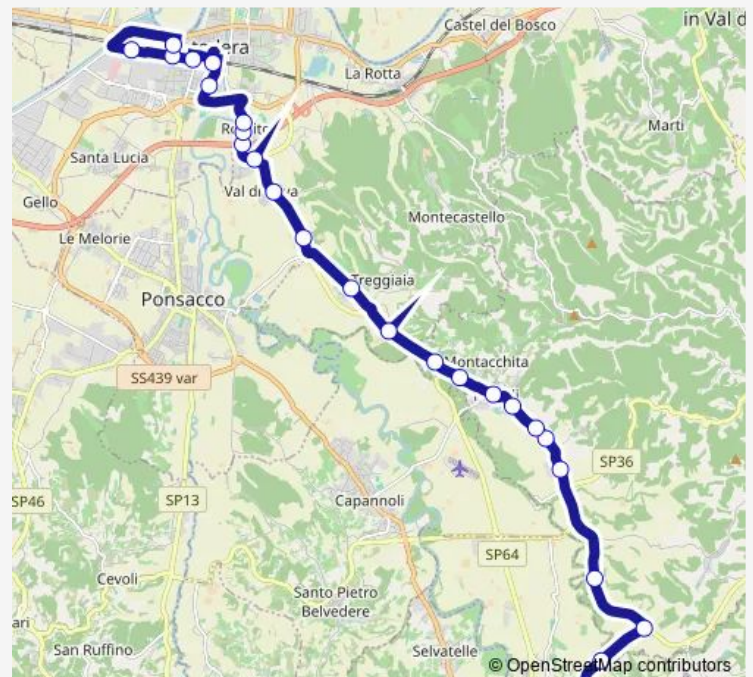 Castel del Bosco
in Val d
La Rotta
Marti
Santa Lucia
Gello
Montecastello
Le Melorie
Treggiaia
Ponsacco
Montacchita
SS439 var
SP36
SP46
SP13
Capannoli
SP64
Cevoli
Santo Pietro
Belvedere
San Ruffino
Selvatelle
© OpenStreetMap contributors